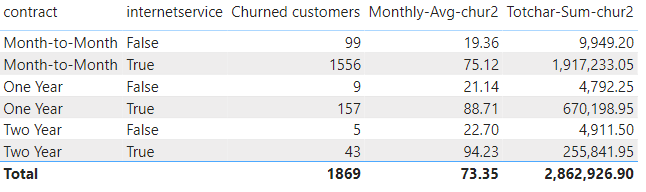 contract internetservice Churned customers Monthly-Avg-chur2 Totchar-Sum-chur2
Month-to-Month False 99 19.36 9,949.20
Month-to-Month True 1556 75.12 1,917,233.05
One Year False 9 21.14 4,792.25
One Year True 157 88.71 670,198.95
Two Year False 5 22.70 4,911.50
Two Year True 43 94.23 255,841.95
Total 1869 73.35 2,862,926.90